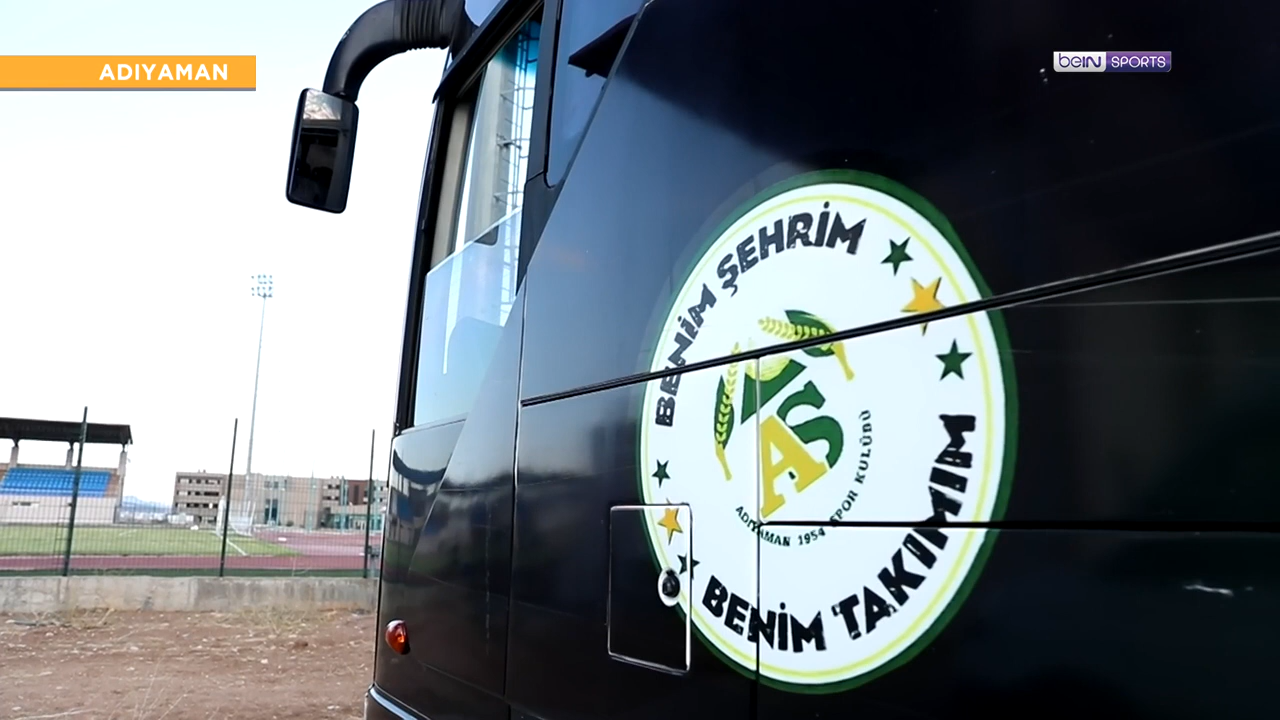 ADIYAMAN
beIN SPORTS
BENİM ŞEHRİM
AS
ADIYAMAN 1954 SPOR KULÜBÜ
BENİM TAKIMIM